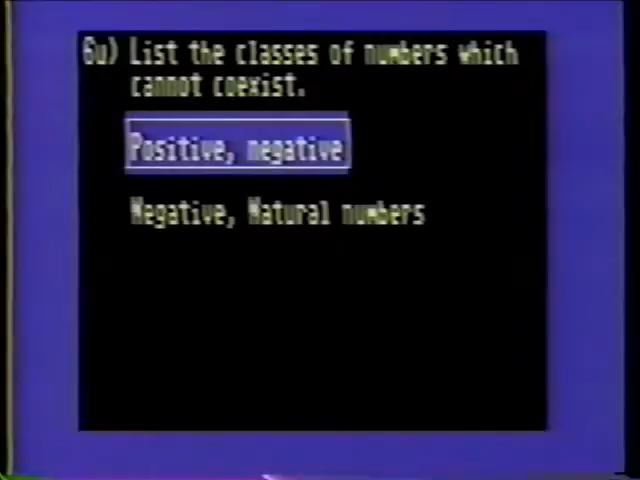 6u) List the classes of numbers which
cannot coexist.
Positive, negative
Negative, Natural numbers